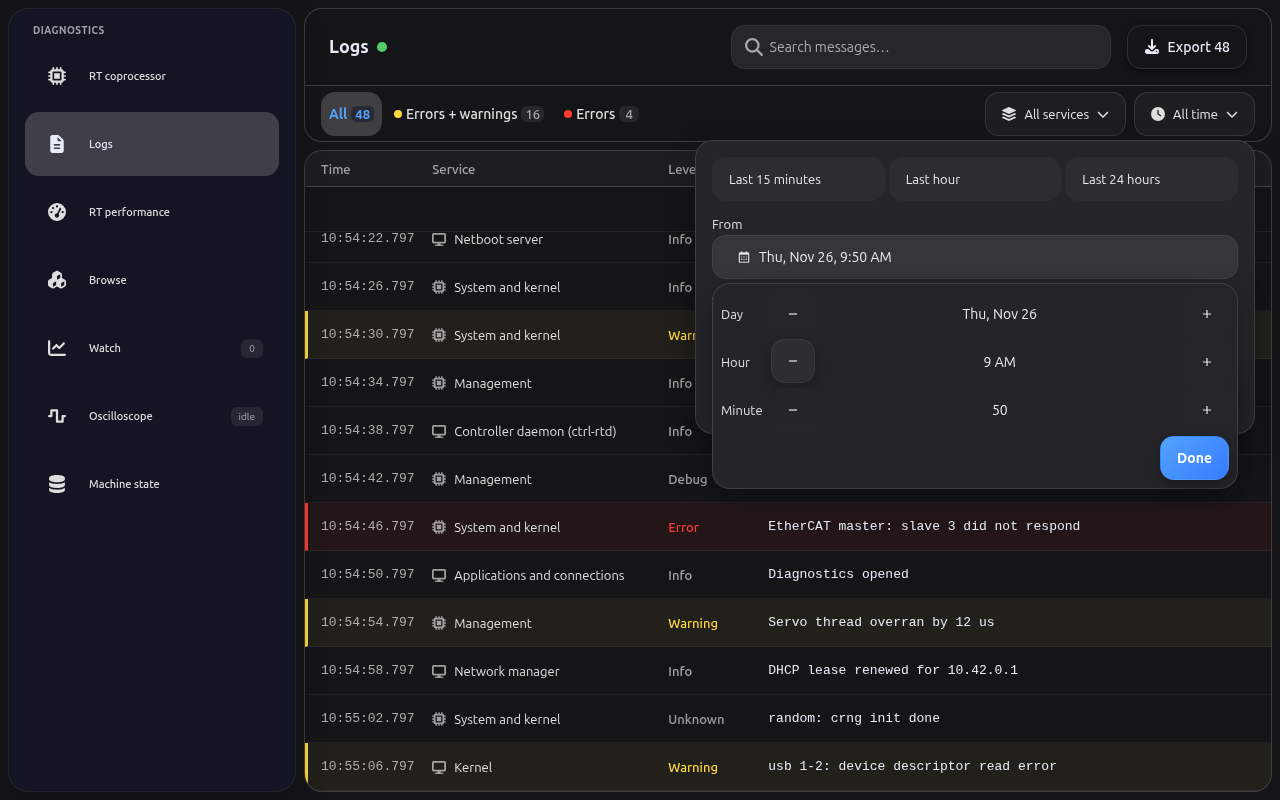 DIAGNOSTICS
RT coprocessor
Logs
RT performance
Browse
Watch 0
Oscilloscope idle
Machine state
Logs
Search messages…
Export 48
All 48 Errors + warnings 16 Errors 4
All services All time
Time Service
Last 15 minutes Last hour Last 24 hours
From
Thu, Nov 26, 9:50 AM
Day − Thu, Nov 26 +
Hour − 9 AM +
Minute − 50 +
Done
10:54:22.797 Netboot server Info
10:54:26.797 System and kernel Info
10:54:30.797 System and kernel
10:54:34.797 Management Info
10:54:38.797 Controller daemon (ctrl-rtd) Info
10:54:42.797 Management Debug
10:54:46.797 System and kernel Error EtherCAT master: slave 3 did not respond
10:54:50.797 Applications and connections Info Diagnostics opened
10:54:54.797 Management Warning Servo thread overran by 12 us
10:54:58.797 Network manager Info DHCP lease renewed for 10.42.0.1
10:55:02.797 System and kernel Unknown random: crng init done
10:55:06.797 Kernel Warning usb 1-2: device descriptor read error